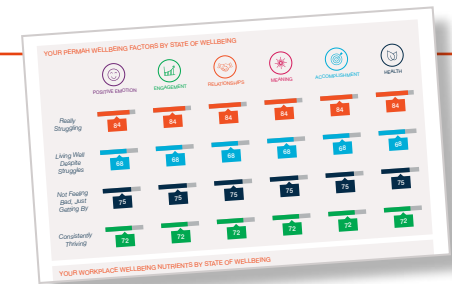 YOUR PERMAH WELLBEING FACTORS BY STATE OF WELLBEING
POSITIVE EMOTION ENGAGEMENT RELATIONSHIPS MEANING ACCOMPLISHMENT HEALTH
Really
Struggling
84 84 84 84 84 84
Living Well
Despite
Struggles
68 68 68 68 68 68
Not Feeling
Bad, Just
Getting By
75 75 75 75 75 75
Consistently
Thriving
72 72 72 72 72 72
YOUR WORKPLACE WELLBEING NUTRIENTS BY STATE OF WELLBEING